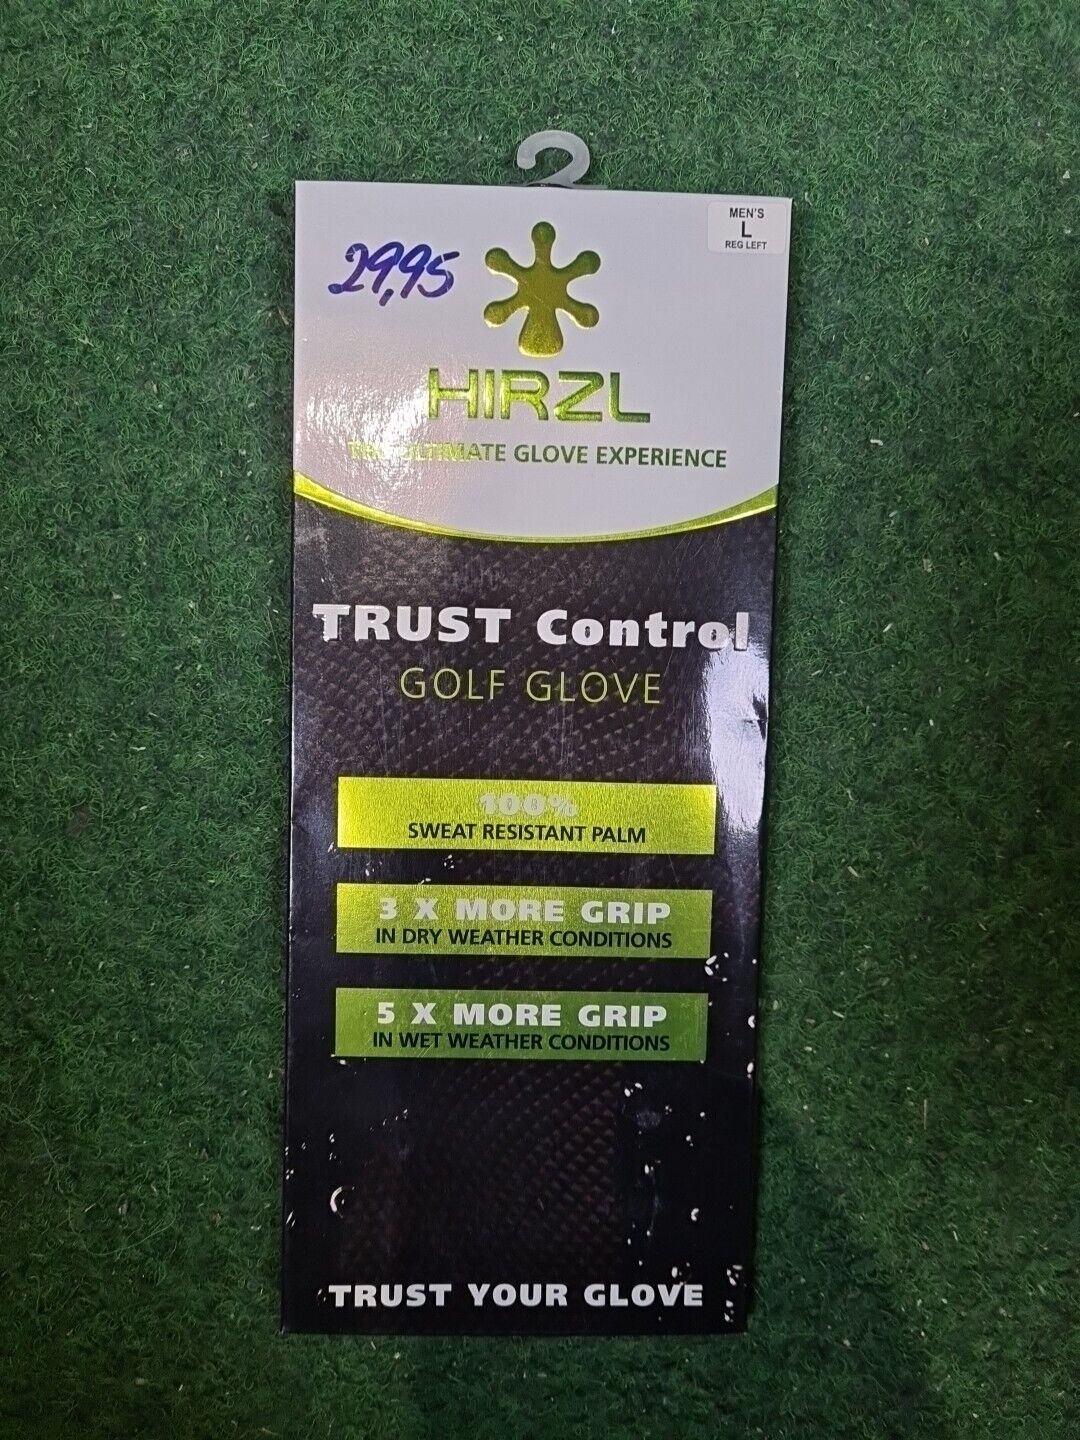 MEN'S
L
REG LEFT
29,95
HIRZL
THE ULTIMATE GLOVE EXPERIENCE
TRUST Control
GOLF GLOVE
100%
SWEAT RESISTANT PALM
3 X MORE GRIP
IN DRY WEATHER CONDITIONS
5 X MORE GRIP
IN WET WEATHER CONDITIONS
TRUST YOUR GLOVE